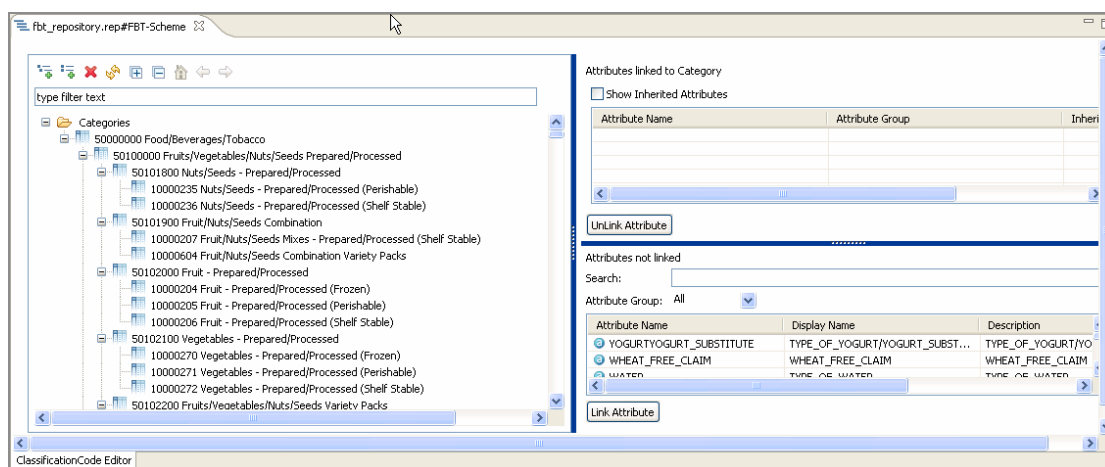 fbt_repository.rep#FBT-Scheme
type filter text
Categories
50000000 Food/Beverages/Tobacco
50100000 Fruits/Vegetables/Nuts/Seeds Prepared/Processed
50101800 Nuts/Seeds - Prepared/Processed
10000235 Nuts/Seeds - Prepared/Processed (Perishable)
10000236 Nuts/Seeds - Prepared/Processed (Shelf Stable)
50101900 Fruit/Nuts/Seeds Combination
10000207 Fruit/Nuts/Seeds Mixes - Prepared/Processed (Shelf Stable)
10000604 Fruit/Nuts/Seeds Combination Variety Packs
50102000 Fruit - Prepared/Processed
10000204 Fruit - Prepared/Processed (Frozen)
10000205 Fruit - Prepared/Processed (Perishable)
10000206 Fruit - Prepared/Processed (Shelf Stable)
50102100 Vegetables - Prepared/Processed
10000270 Vegetables - Prepared/Processed (Frozen)
10000271 Vegetables - Prepared/Processed (Perishable)
10000272 Vegetables - Prepared/Processed (Shelf Stable)
50102200 Fruits/Vegetables/Nuts/Seeds Variety Packs
Attributes linked to Category
Show Inherited Attributes
Attribute Name Attribute Group Inheri
UnLink Attribute
Attributes not linked
Search:
Attribute Group: All
Attribute Name Display Name Description
YOGURTYOGURT_SUBSTITUTE TYPE_OF_YOGURT/YOGURT_SUBST... TYPE_OF_YOGURT/YO
WHEAT_FREE_CLAIM WHEAT_FREE_CLAIM WHEAT_FREE_CLAIM
WATER TYPE_OF_WATER TYPE_OF_WATER
Link Attribute
ClassificationCode Editor